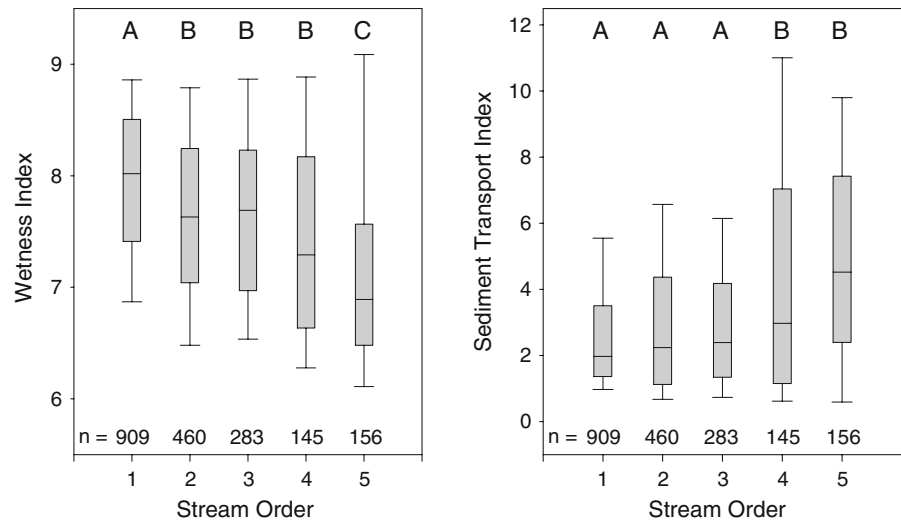 A B B B C
Wetness Index
9
8
7
6
n = 909 460 283 145 156
1 2 3 4 5
Stream Order
A A A B B
Sediment Transport Index
12
10
8
6
4
2
0
n = 909 460 283 145 156
1 2 3 4 5
Stream Order